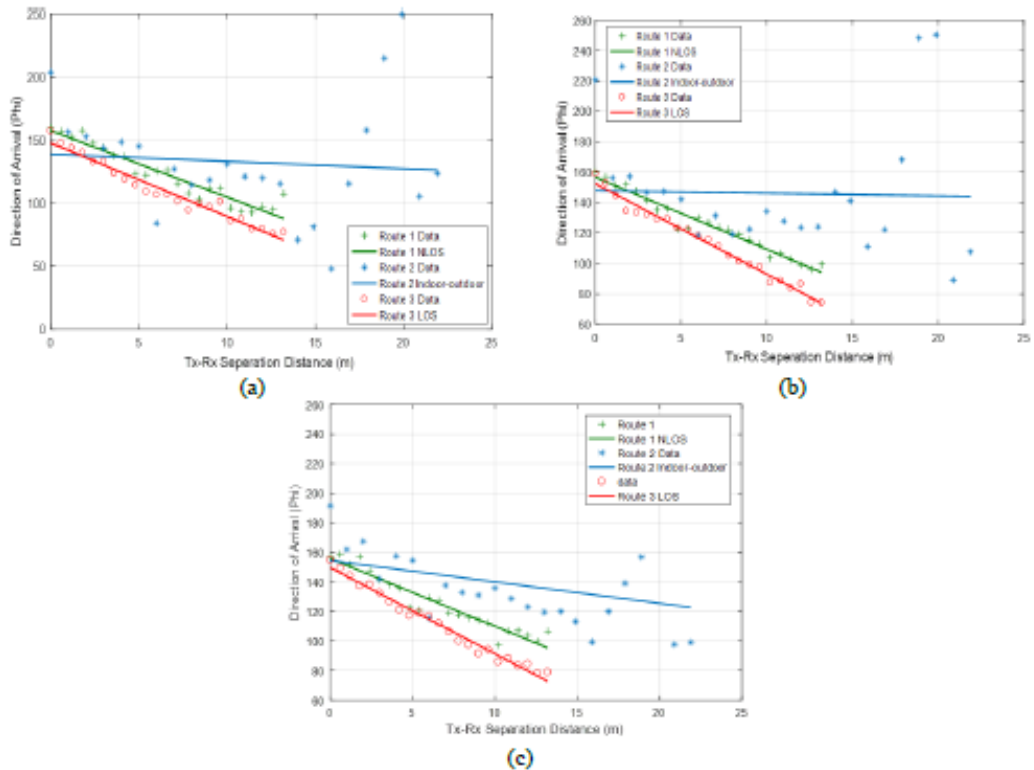 250
200
150
100
50
0
Direction of Arrival (Phi)
Route 1 Data
Route 1 NLOS
Route 2 Data
Route 2 Indoor-outdoor
Route 3 Data
Route 3 LOS
0 5 10 15 20 25
Tx-Rx Seperation Distance (m)
(a)
260
240
220
200
180
160
140
120
100
80
60
Direction of Arrival (Phi)
Route 1 Data
Route 1 NLOS
Route 2 Data
Route 2 Indoor-outdoor
Route 3 Data
Route 3 LOS
0 5 10 15 20 25
Tx-Rx Seperation Distance (m)
(b)
260
240
220
200
180
160
140
120
100
80
60
Direction of Arrival (Phi)
Route 1
Route 1 NLOS
Route 2 Data
Route 2 Indoor-outdoor
data
Route 3 LOS
0 5 10 15 20 25
Tx-Rx Separation Distance (m)
(c)